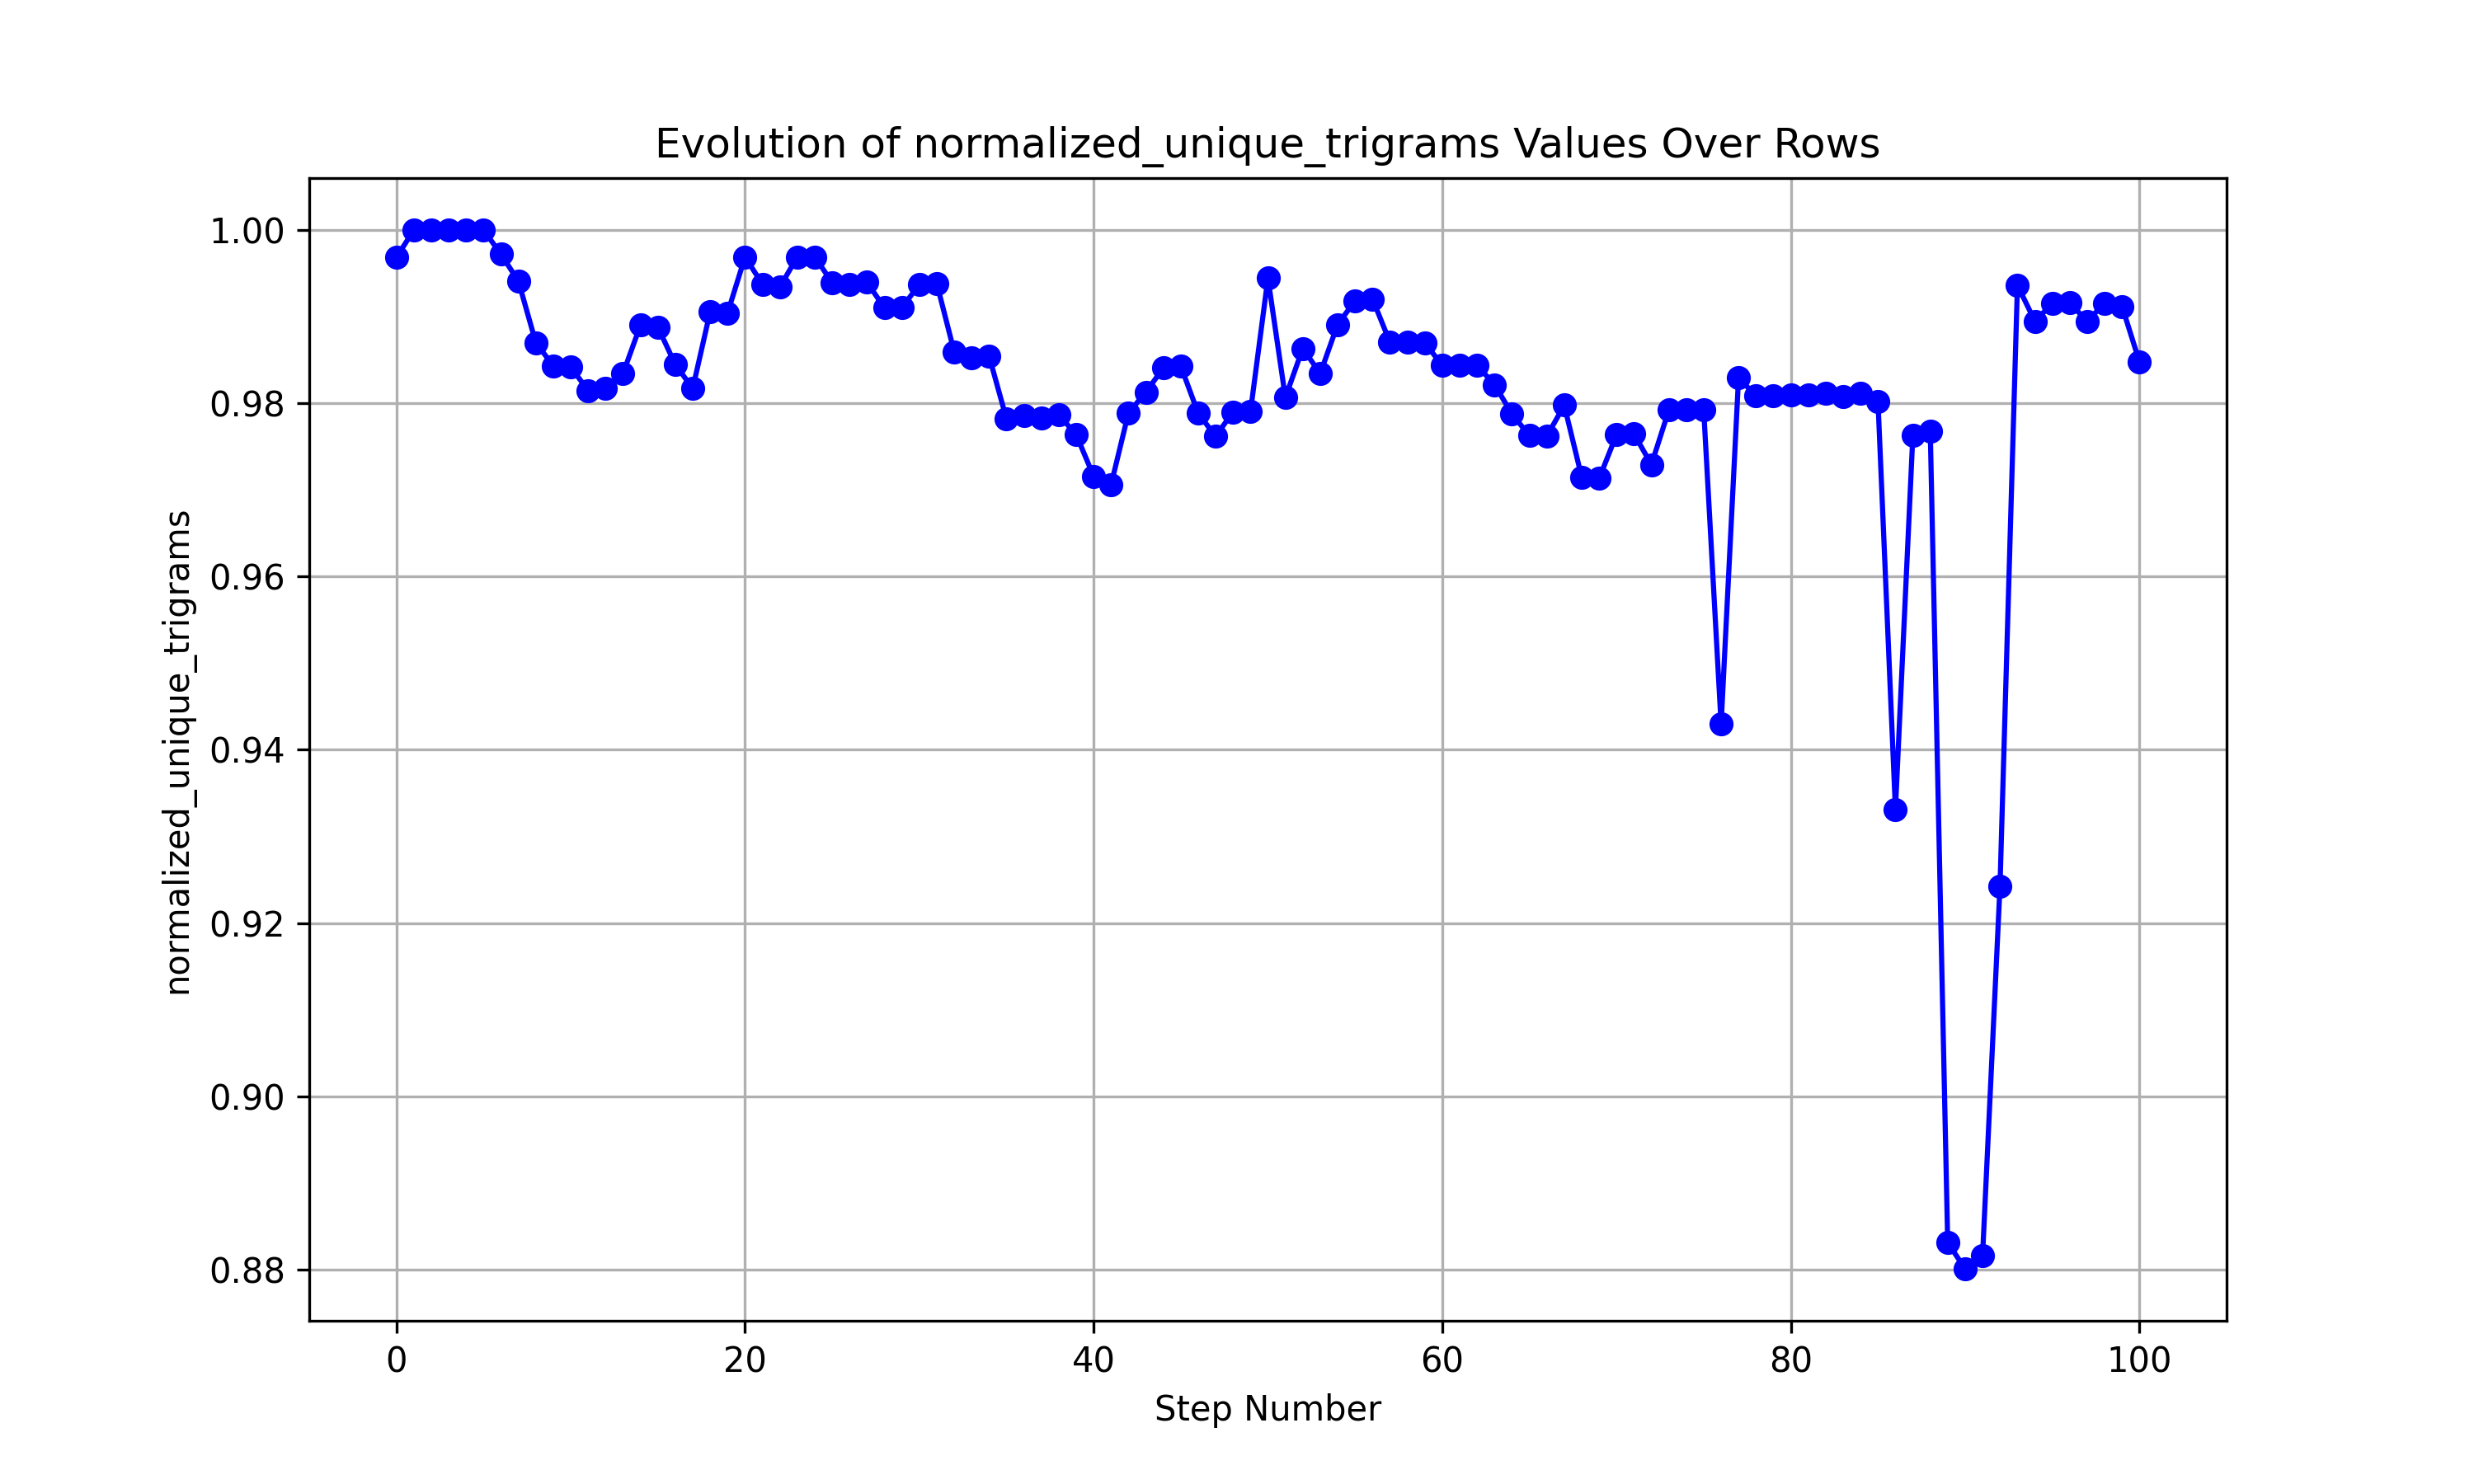 Evolution of normalized_unique_trigrams Values Over Rows
normalized_unique_trigrams
1.00
0.98
0.96
0.94
0.92
0.90
0.88
0 20 40 60 80 100
Step Number